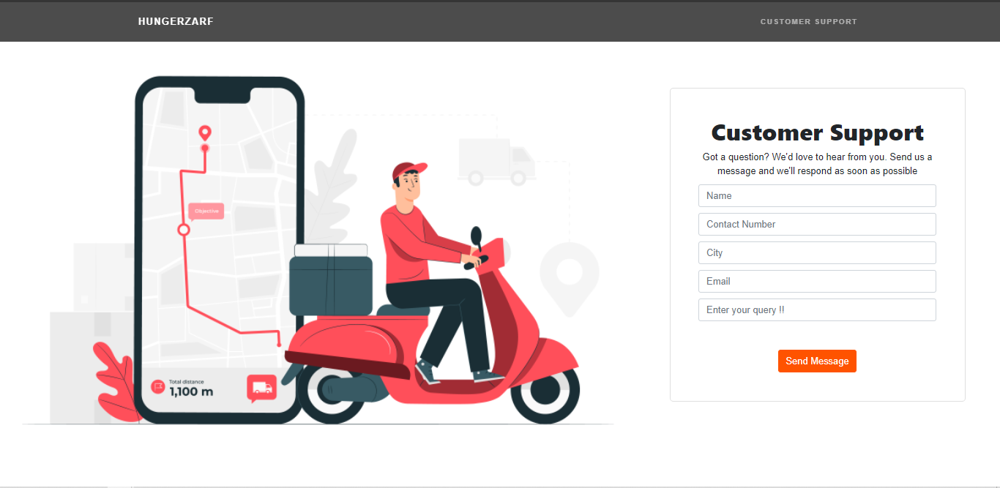 HUNGERZARF
CUSTOMER SUPPORT
Objective
Total distance
1,100 m
Customer Support
Got a question? We'd love to hear from you. Send us a
message and we'll respond as soon as possible
Name
Contact Number
City
Email
Enter your query !!
Send Message